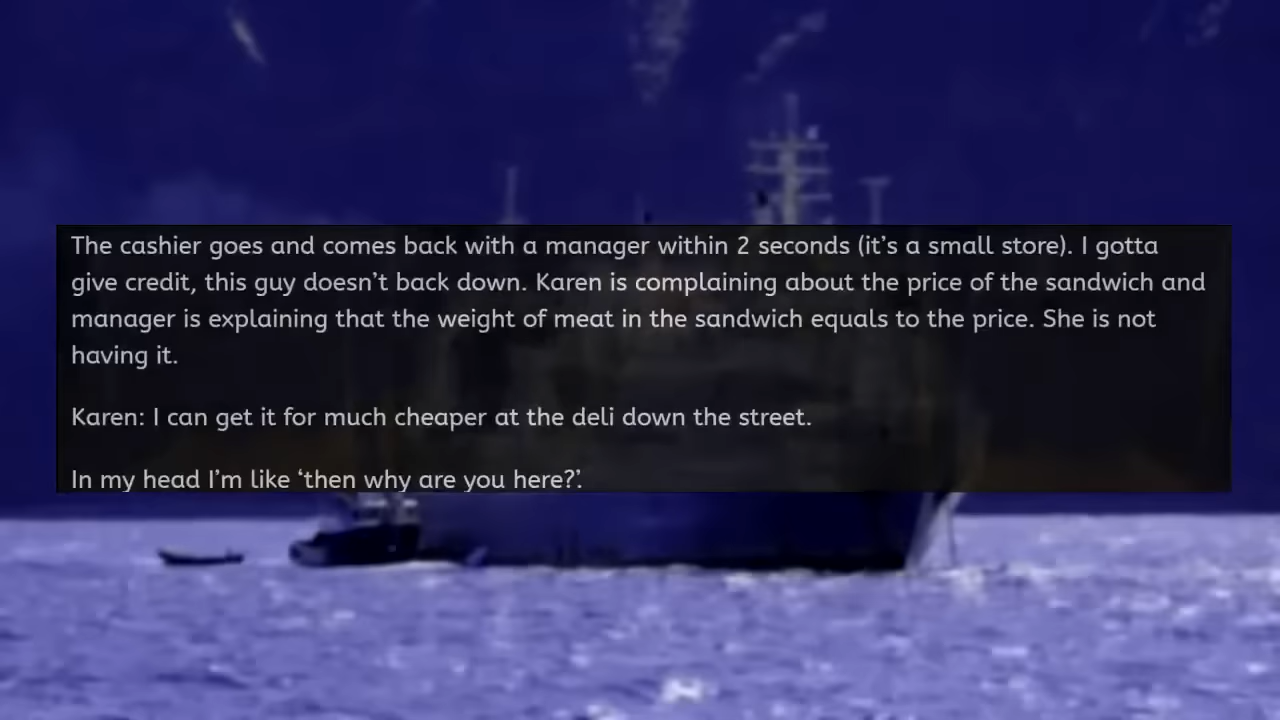 The cashier goes and comes back with a manager within 2 seconds (it’s a small store). I gotta
give credit, this guy doesn’t back down. Karen is complaining about the price of the sandwich and
manager is explaining that the weight of meat in the sandwich equals to the price. She is not
having it.
Karen: I can get it for much cheaper at the deli down the street.
In my head I’m like ‘then why are you here?’.